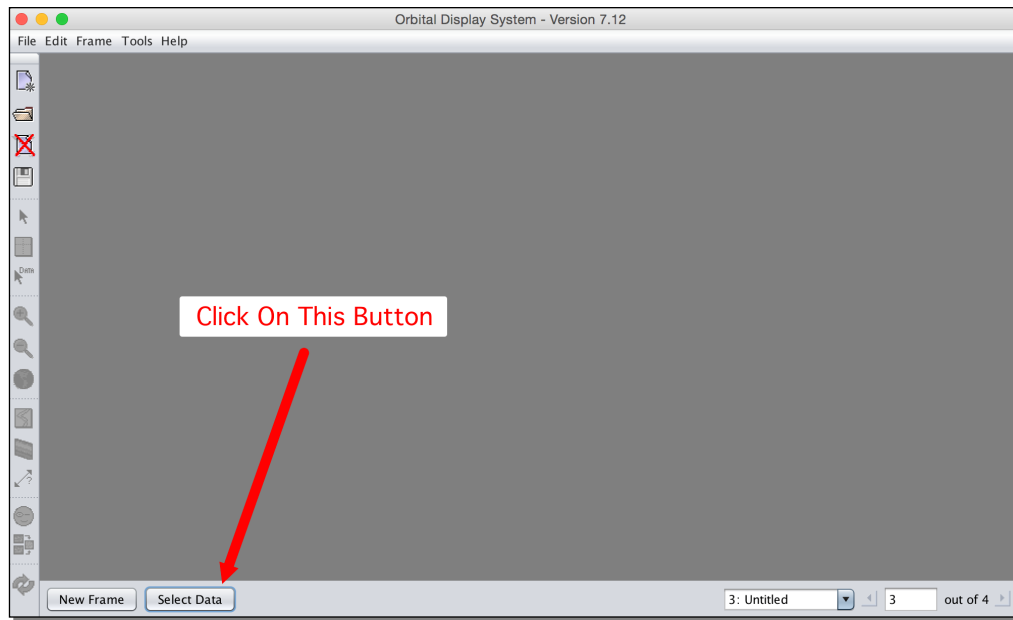 Orbital Display System - Version 7.12
File Edit Frame Tools Help
Data
Click On This Button
New Frame Select Data 3: Untitled 3 out of 4